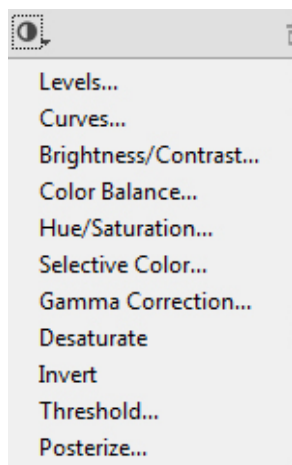 Levels...
Curves...
Brightness/Contrast...
Color Balance...
Hue/Saturation...
Selective Color...
Gamma Correction...
Desaturate
Invert
Threshold...
Posterize...